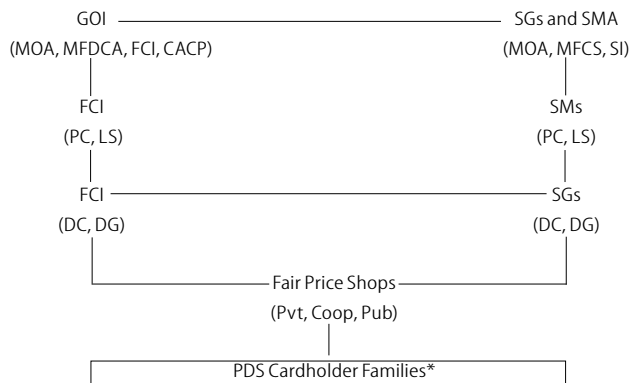 GOI SGs and SMA
(MOA, MFDCA, FCI, CACP) (MOA, MFCS, SI)
FCI SMs
(PC, LS) (PC, LS)
FCI SGs
(DC, DG) (DC, DG)
Fair Price Shops
(Pvt, Coop, Pub)
PDS Cardholder Families*